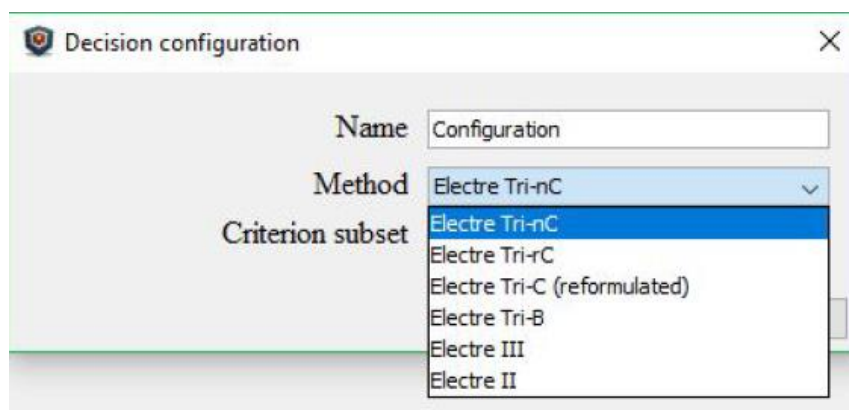 Decision configuration
Name Configuration
Method Electre Tri-nC
Criterion subset Electre Tri-nC
Electre Tri-rC
Electre Tri-C (reformulated)
Electre Tri-B
Electre III
Electre II